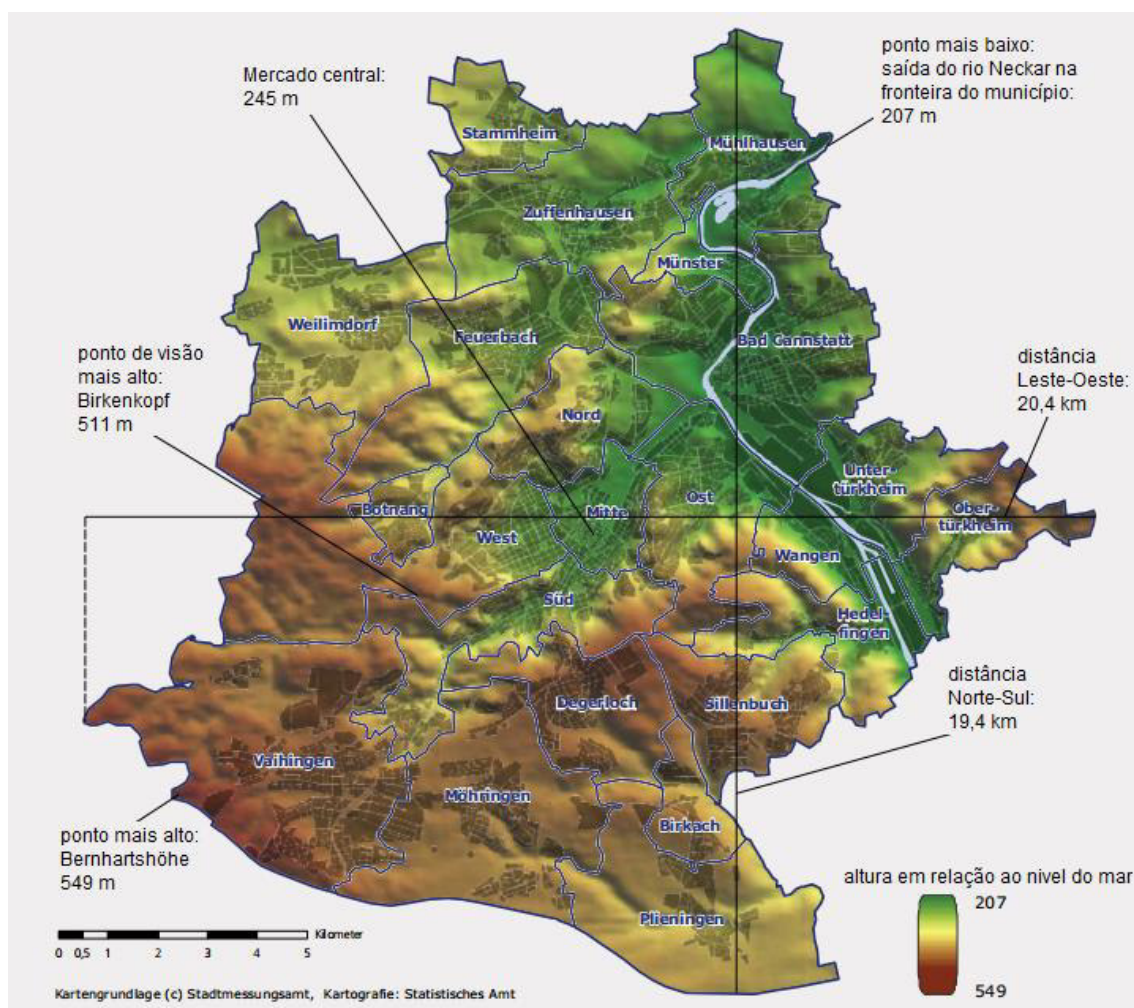 Mercado central:
245 m
ponto mais baixo:
saída do rio Neckar na
fronteira do município:
207 m
Stammheim
Mühlhausen
Zuffenhausen
Münster
Weilimdorf
Feuerbach
Bad Cannstatt
ponto de visão
mais alto:
Birkenkopf
511 m
distância
Leste-Oeste:
20,4 km
Nord
Unter-
türkheim
Botnang
Mitte
Ost
Ober-
türkheim
West
Wangen
Süd
Hedel-
fingen
distância
Norte-Sul:
19,4 km
Degerloch
Sillenbuch
Vaihingen
Möhringen
Birkach
ponto mais alto:
Bernhartshöhe
549 m
Plieningen
altura em relação ao nivel do mar
207
549
Kilometer
0 0,5 1 2 3 4 5
Kartengrundlage (c) Stadtmessungsamt, Kartografie: Statistisches Amt